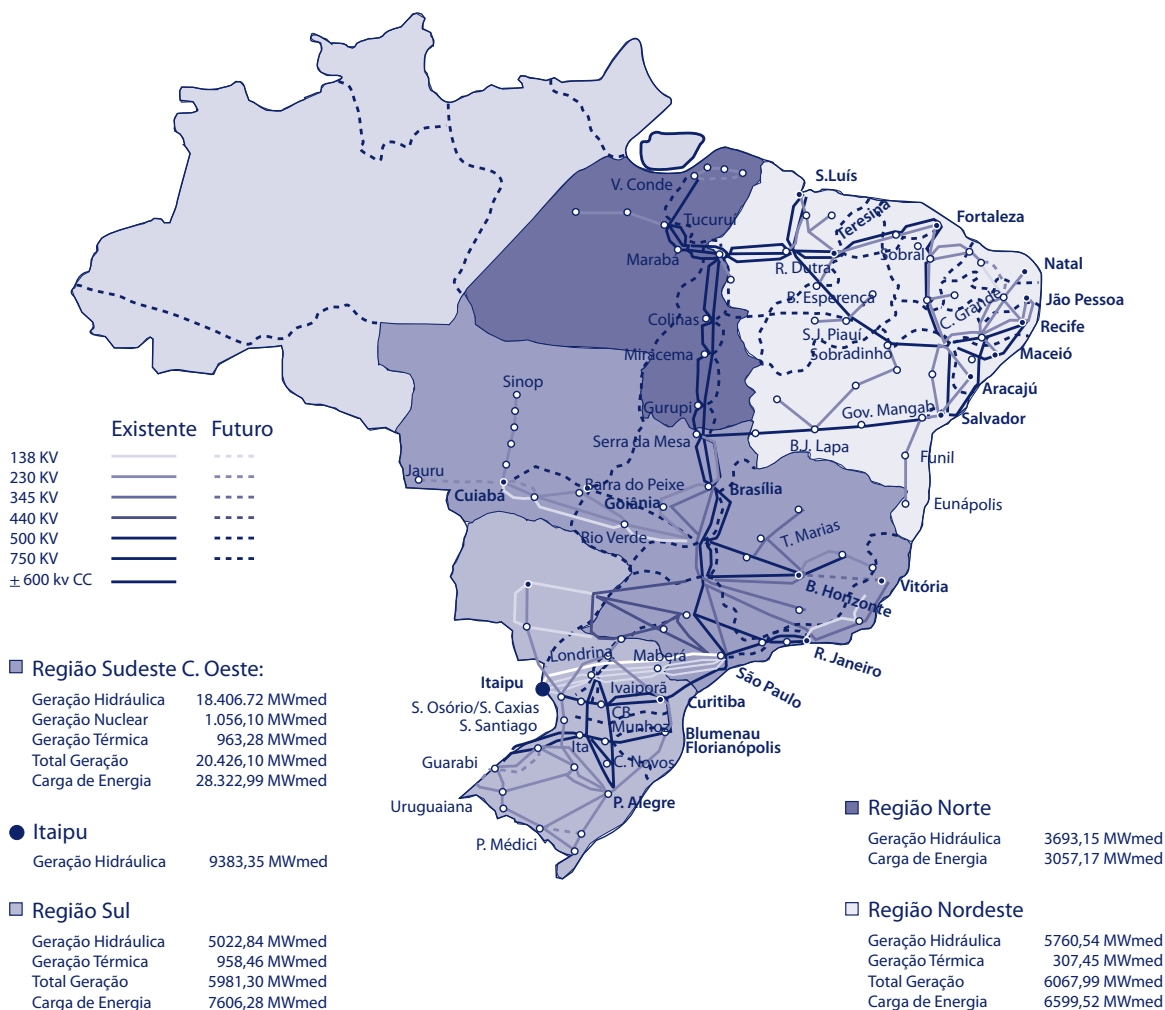 V. Conde
S.Luís
Tucuruí
Teresina
Fortaleza
Marabá
R. Dutra
Sobral
Natal
B. Esperença
C. Grande
Jão Pessoa
Colinas
S.J. Piauí
Recife
Miracema
Sobradinho
Maceió
Sinop
Aracajú
Gurupi
Gov. Mangab
Salvador
Serra da Mesa
B.J. Lapa
Funil
Jauru
Cuiabá
Barra do Peixe
Goiânia
Brasília
Eunápolis
Rio Verde
T. Marias
B. Horizonte
Vitória
Londrina
Maberá
R. Janeiro
São Paulo
Itaipu
Ivaiporã
Curitiba
S. Osório/S. Caxias
CB.
S. Santiago
Munhoz
Blumenau
Florianópolis
Ita
Guarabi
C. Novos
Uruguaiana
P. Alegre
P. Médici
Existente Futuro
138 KV
230 KV
345 KV
440 KV
500 KV
750 KV
± 600 kv CC
Região Sudeste C. Oeste:
Geração Hidráulica 18.406.72 MWmed
Geração Nuclear 1.056,10 MWmed
Geração Térmica 963,28 MWmed
Total Geração 20.426,10 MWmed
Carga de Energia 28.322,99 MWmed
Itaipu
Geração Hidráulica 9383,35 MWmed
Região Sul
Geração Hidráulica 5022,84 MWmed
Geração Térmica 958,46 MWmed
Total Geração 5981,30 MWmed
Carga de Energia 7606,28 MWmed
Região Norte
Geração Hidráulica 3693,15 MWmed
Carga de Energia 3057,17 MWmed
Região Nordeste
Geração Hidráulica 5760,54 MWmed
Geração Térmica 307,45 MWmed
Total Geração 6067,99 MWmed
Carga de Energia 6599,52 MWmed